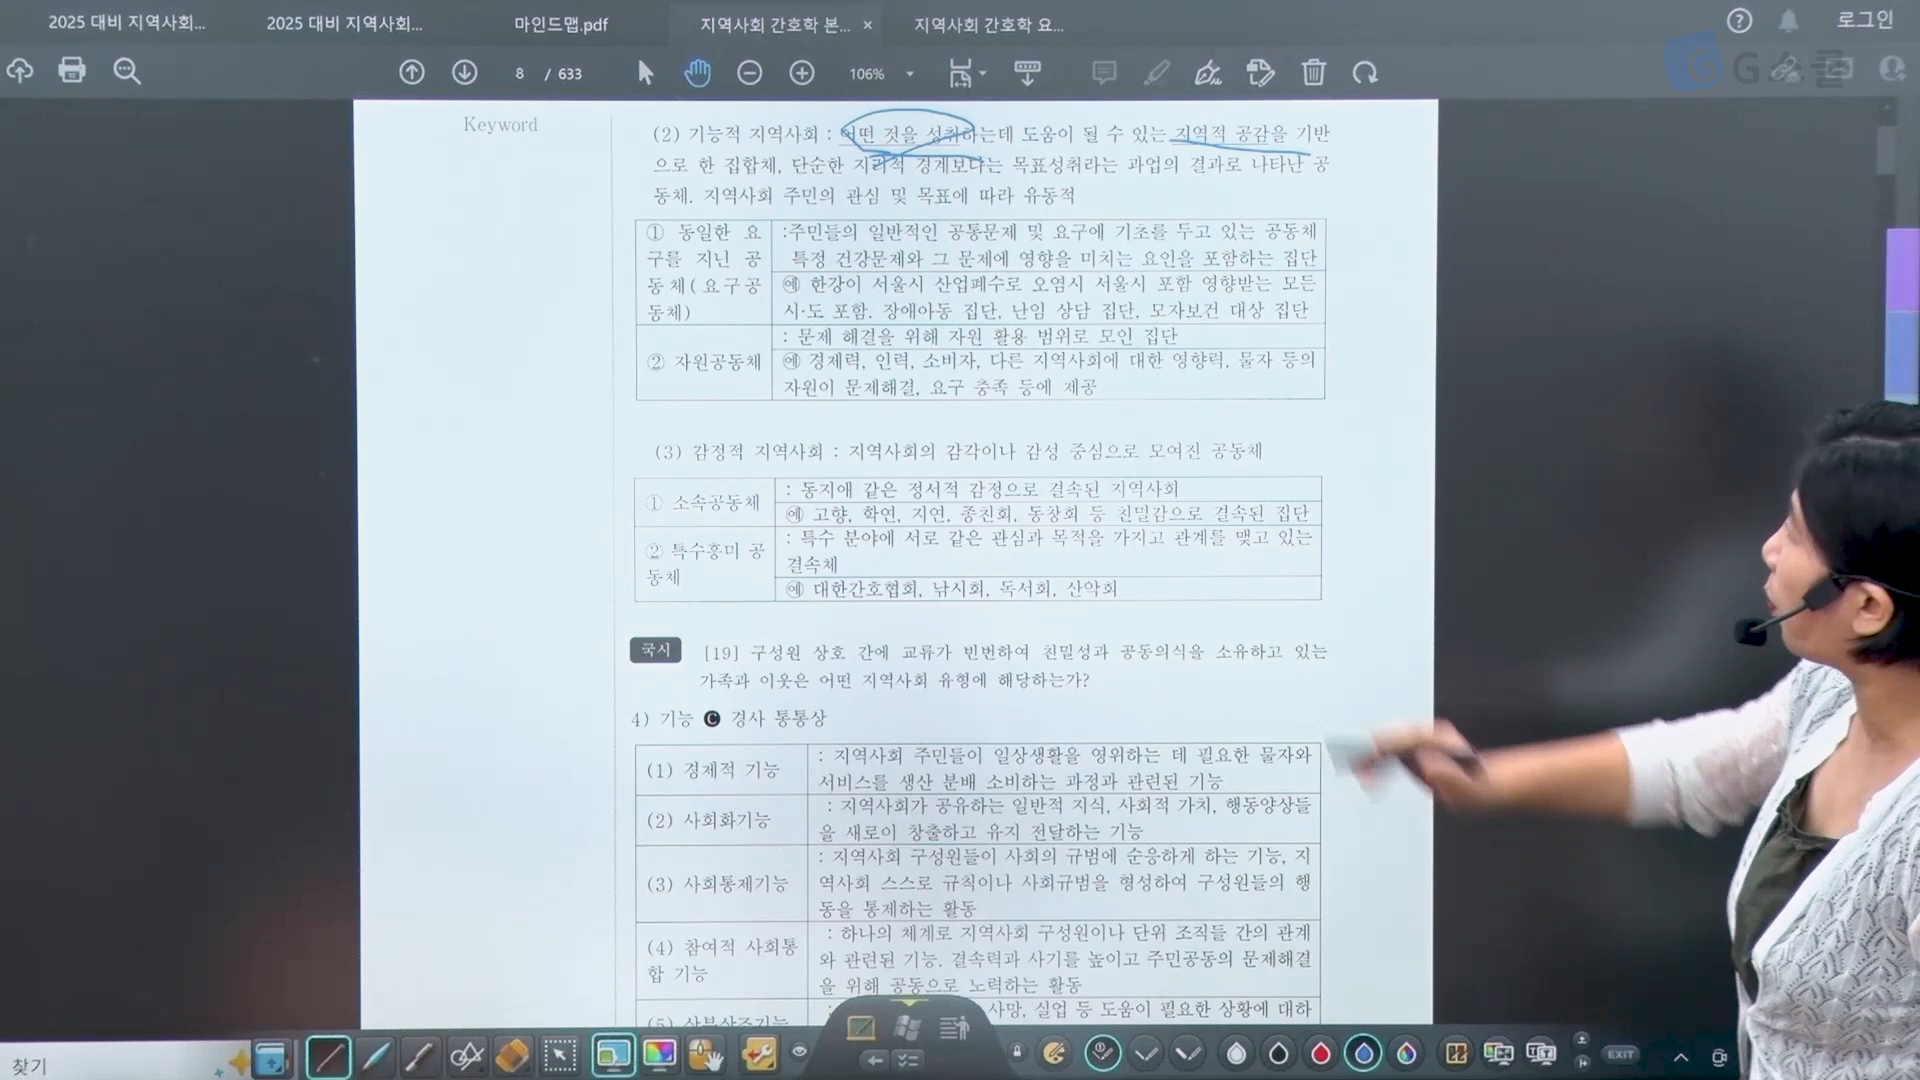 2025 대비 지역사회...
2025 대비 지역사회...
마인드맵.pdf
지역사회 간호학 본...
지역사회 간호학 요...
로그인
8 / 633
106%
G스쿨
Keyword
(2) 기능적 지역사회 : 어떤 것을 성취하는데 도움이 될 수 있는 지역적 공감을 기반
으로 한 집합체, 단순한 지리적 경계보다는 목표성취라는 과업의 결과로 나타난 공
동체. 지역사회 주민의 관심 및 목표에 따라 유동적
① 동일한 요
구를 지닌 공
동체(요구공
동체)
:주민들의 일반적인 공통문제 및 요구에 기초를 두고 있는 공동체
특정 건강문제와 그 문제에 영향을 미치는 요인을 포함하는 집단
예 한강이 서울시 산업폐수로 오염시 서울시 포함 영향받는 모든
시·도 포함. 장애아동 집단, 난임 상담 집단, 모자보건 대상 집단
② 자원공동체
: 문제 해결을 위해 자원 활용 범위로 모인 집단
예 경제력, 인력, 소비자, 다른 지역사회에 대한 영향력, 물자 등의
자원이 문제해결, 요구 충족 등에 제공
(3) 감정적 지역사회 : 지역사회의 감각이나 감성 중심으로 모여진 공동체
① 소속공동체
: 동지애 같은 정서적 감정으로 결속된 지역사회
예 고향, 학연, 지연, 종친회, 동창회 등 친밀감으로 결속된 집단
② 특수흥미 공
동체
: 특수 분야에 서로 같은 관심과 목적을 가지고 관계를 맺고 있는
결속체
예 대한간호협회, 낚시회, 독서회, 산악회
국시 [19] 구성원 상호 간에 교류가 빈번하여 친밀성과 공동의식을 소유하고 있는
가족과 이웃은 어떤 지역사회 유형에 해당하는가?
4) 기능 C 경사 통통상
(1) 경제적 기능
: 지역사회 주민들이 일상생활을 영위하는 데 필요한 물자와
서비스를 생산 분배 소비하는 과정과 관련된 기능
(2) 사회화기능
: 지역사회가 공유하는 일반적 지식, 사회적 가치, 행동양상들
을 새로이 창출하고 유지 전달하는 기능
(3) 사회통제기능
: 지역사회 구성원들이 사회의 규범에 순응하게 하는 기능, 지
역사회 스스로 규칙이나 사회규범을 형성하여 구성원들의 행
동을 통제하는 활동
(4) 참여적 사회통
합 기능
: 하나의 체계로 지역사회 구성원이나 단위 조직들 간의 관계
와 관련된 기능. 결속력과 사기를 높이고 주민공동의 문제해결
을 위해 공동으로 노력하는 활동
(5) 상부상조기능
사망, 실업 등 도움이 필요한 상황에 대하
찾기
EXIT